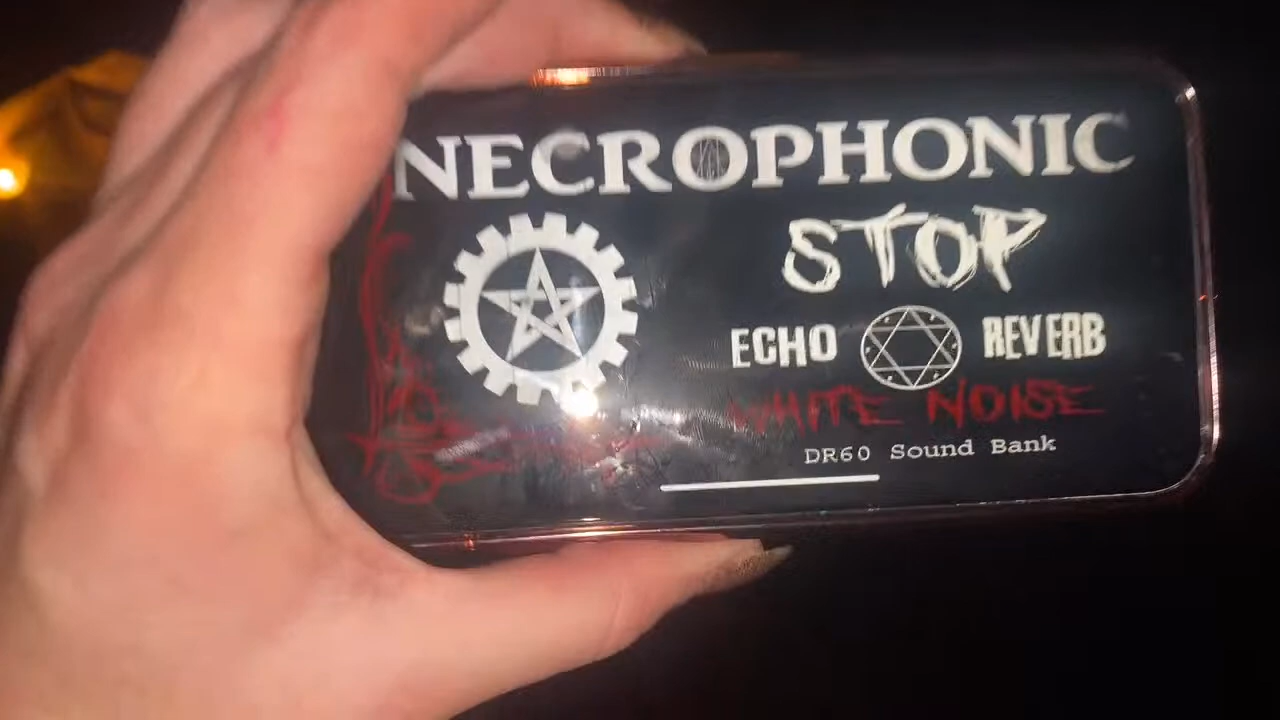 NECROPHONIC
STOP
ECHO REVERB
WHITE NOISE
DR60 Sound Bank